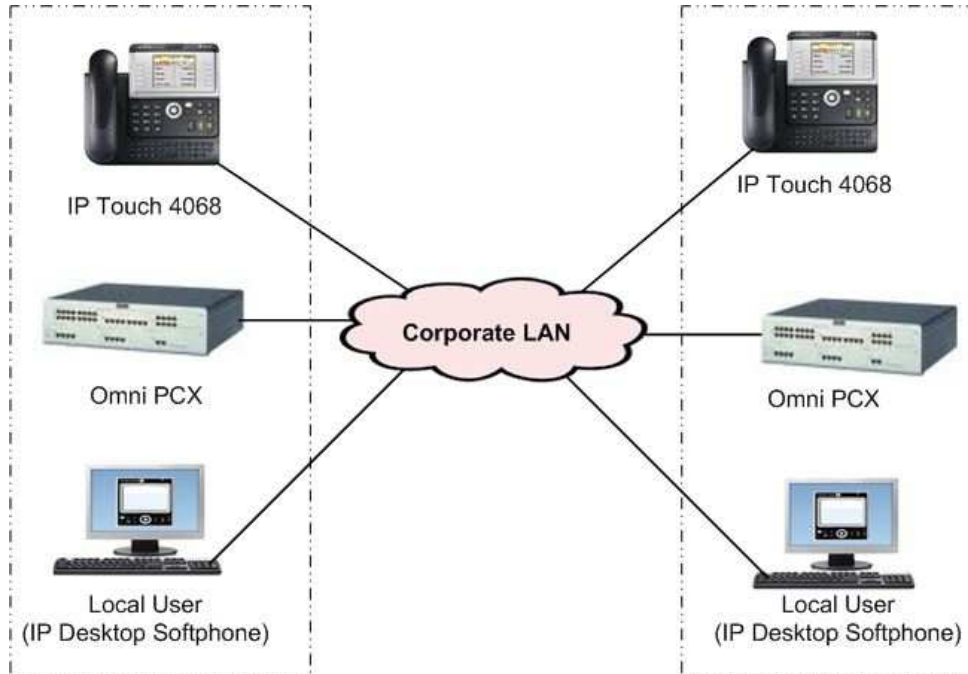 IP Touch 4068
IP Touch 4068
Corporate LAN
Omni PCX
Omni PCX
Local User
(IP Desktop Softphone)
Local User
(IP Desktop Softphone)